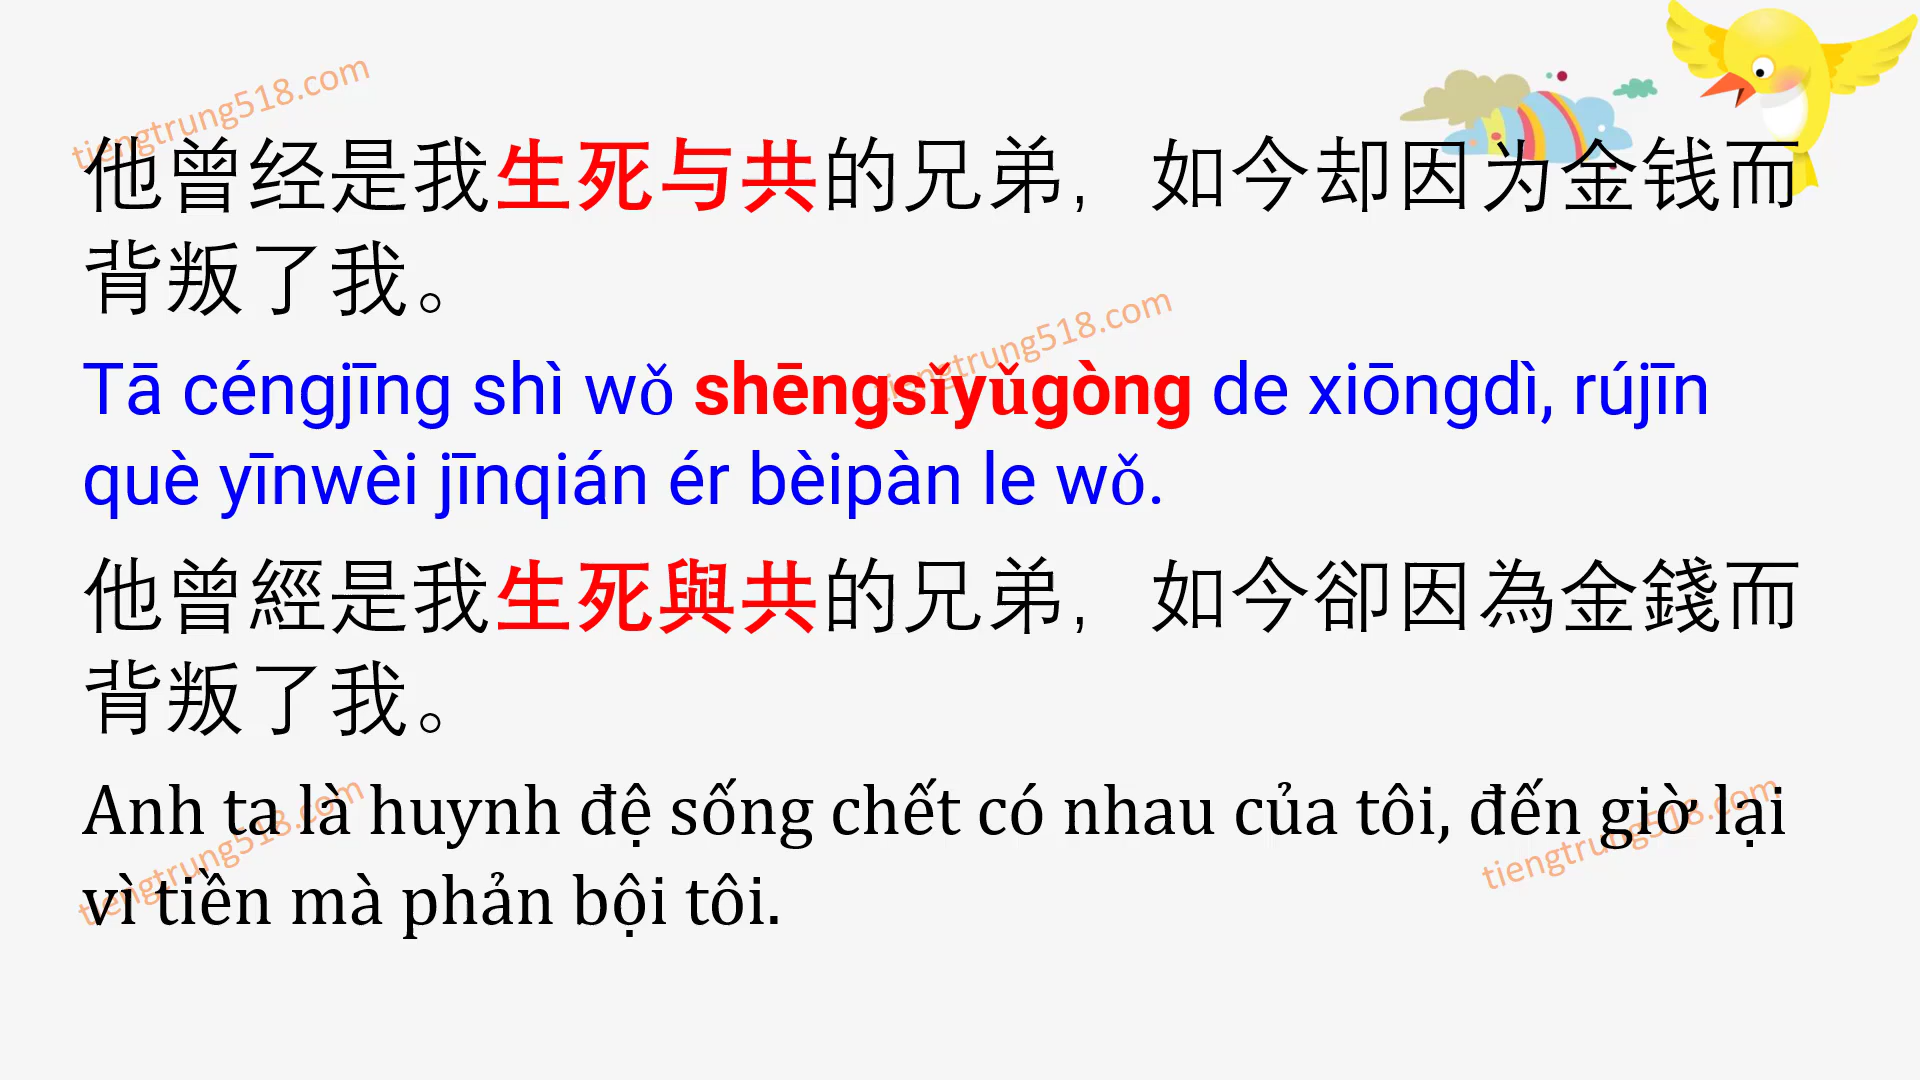 tiengtrung518.com
他曾经是我生死与共的兄弟，如今却因为金钱而
背叛了我。
tiengtrung518.com
Tā céngjīng shì wǒ shēngsǐyǔgòng de xiōngdì, rújīn
què yīnwèi jīnqián ér bèipàn le wǒ.
他曾經是我生死與共的兄弟，如今卻因為金錢而
背叛了我。
Anh ta là huynh đệ sống chết có nhau của tôi, đến giờ lại
vì tiền mà phản bội tôi.
tiengtrung518.com
tiengtrung518.com